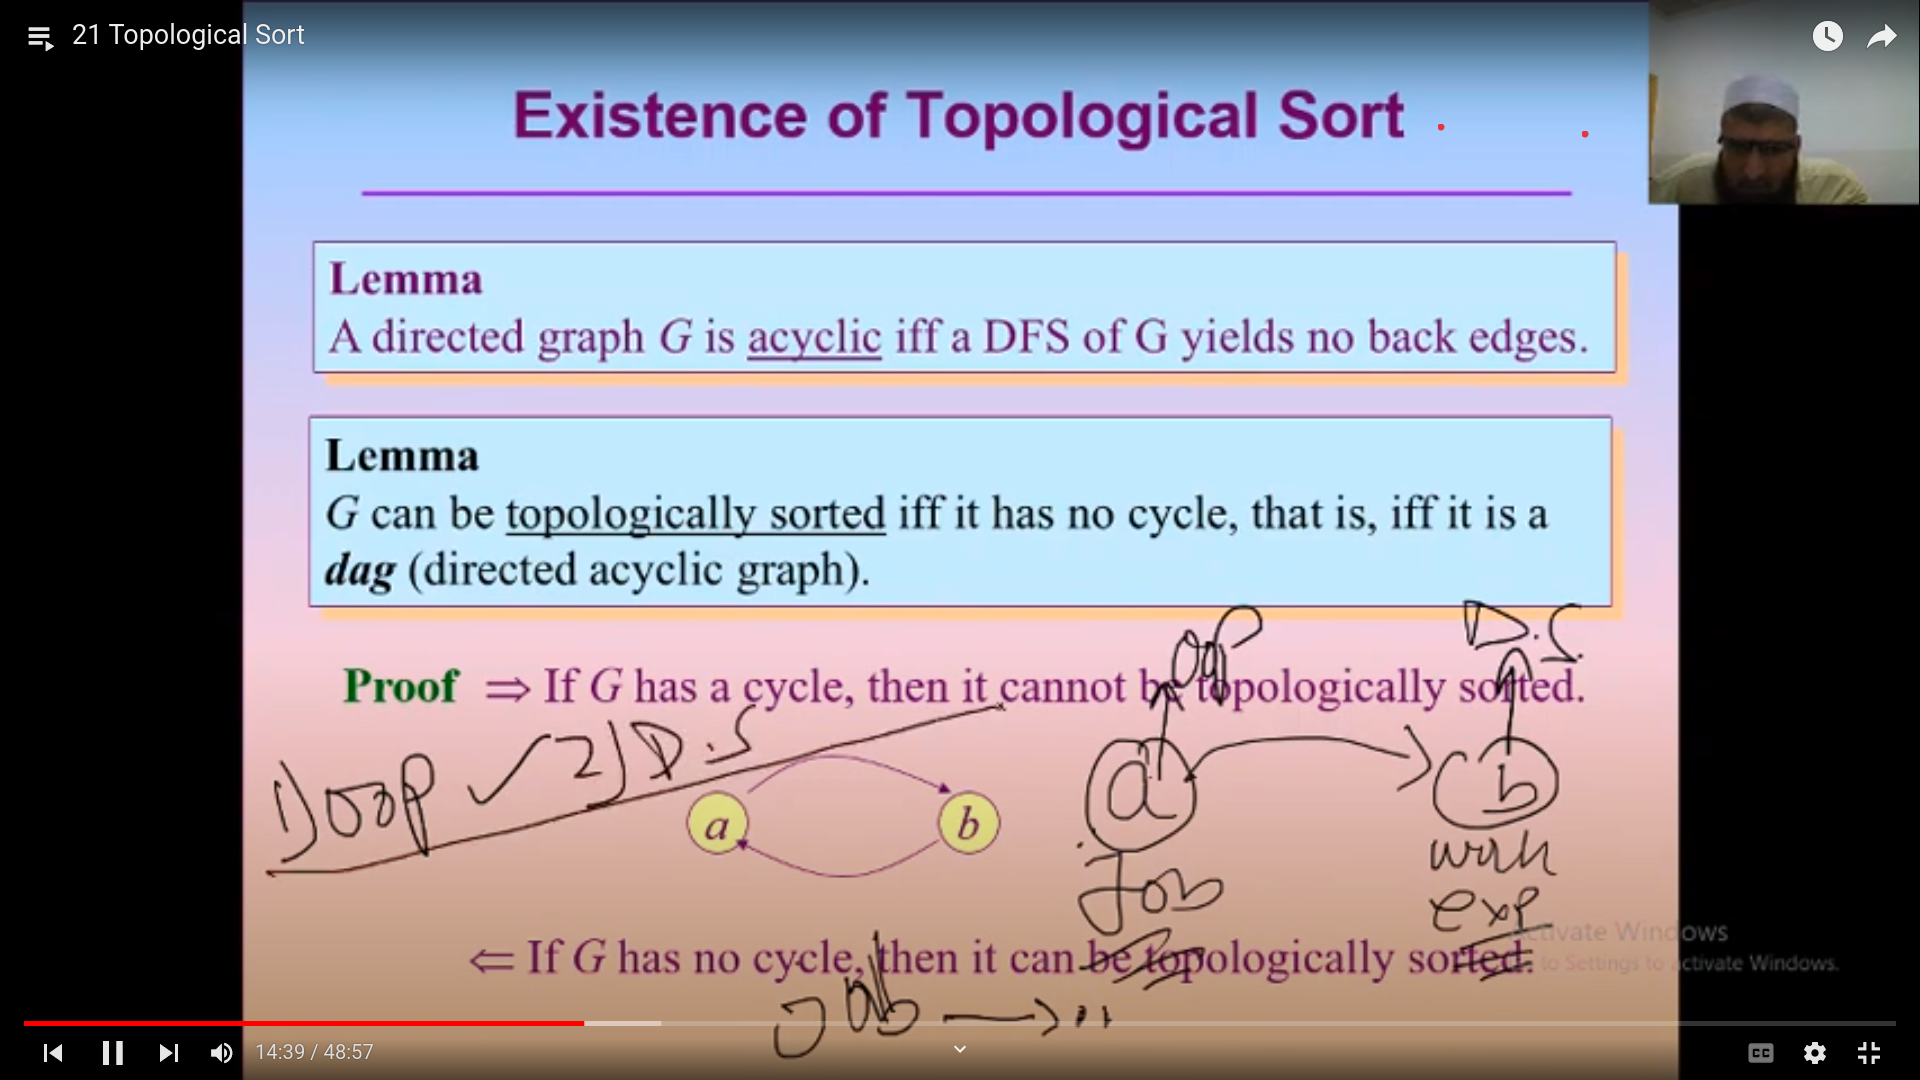 21 Topological Sort
Existence of Topological Sort
Lemma
A directed graph G is acyclic iff a DFS of G yields no back edges.
Lemma
G can be topologically sorted iff it has no cycle, that is, iff it is a
dag (directed acyclic graph).
Proof ⇒ If G has a cycle, then it cannot be topologically sorted.
OOP
D.S
1) OOP ✓ 2) D.S
a b
a b
Job
work
exp
⇐ If G has no cycle, then it can be topologically sorted.
Activate Windows
to Settings to activate Windows.
Job →
14:39 / 48:57
CC